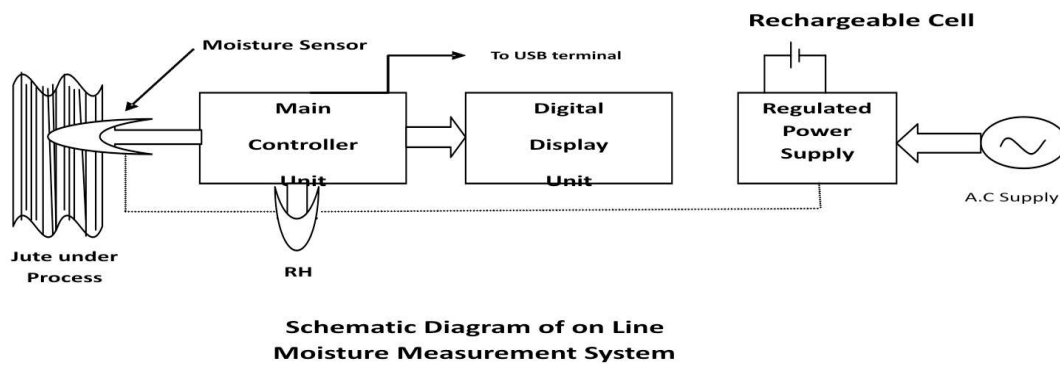 Rechargeable Cell
Moisture Sensor
To USB terminal
Main
Controller
Unit
Digital
Display
Unit
Regulated
Power
Supply
A.C Supply
Jute under
Process
RH
Schematic Diagram of on Line
Moisture Measurement System